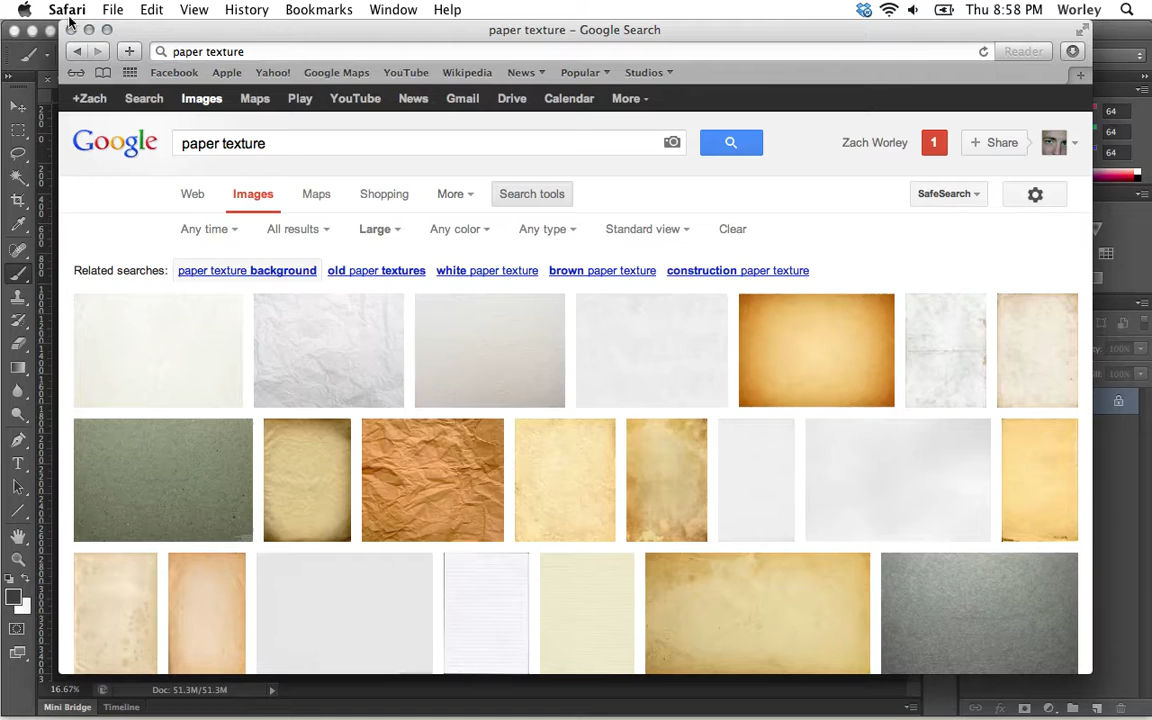 Safari File Edit View History Bookmarks Window Help Thu 8:58 PM Worley
paper texture – Google Search
paper texture Reader
Facebook Apple Yahoo! Google Maps YouTube Wikipedia News Popular Studios
+Zach Search Images Maps Play YouTube News Gmail Drive Calendar More
Google paper texture Zach Worley 1 + Share
Web Images Maps Shopping More Search tools SafeSearch
Any time All results Large Any color Any type Standard view Clear
Related searches: paper texture background old paper textures white paper texture brown paper texture construction paper texture
64
64
64
100%
100%
16.67% Doc: 51.3M/51.3M
Mini Bridge Timeline